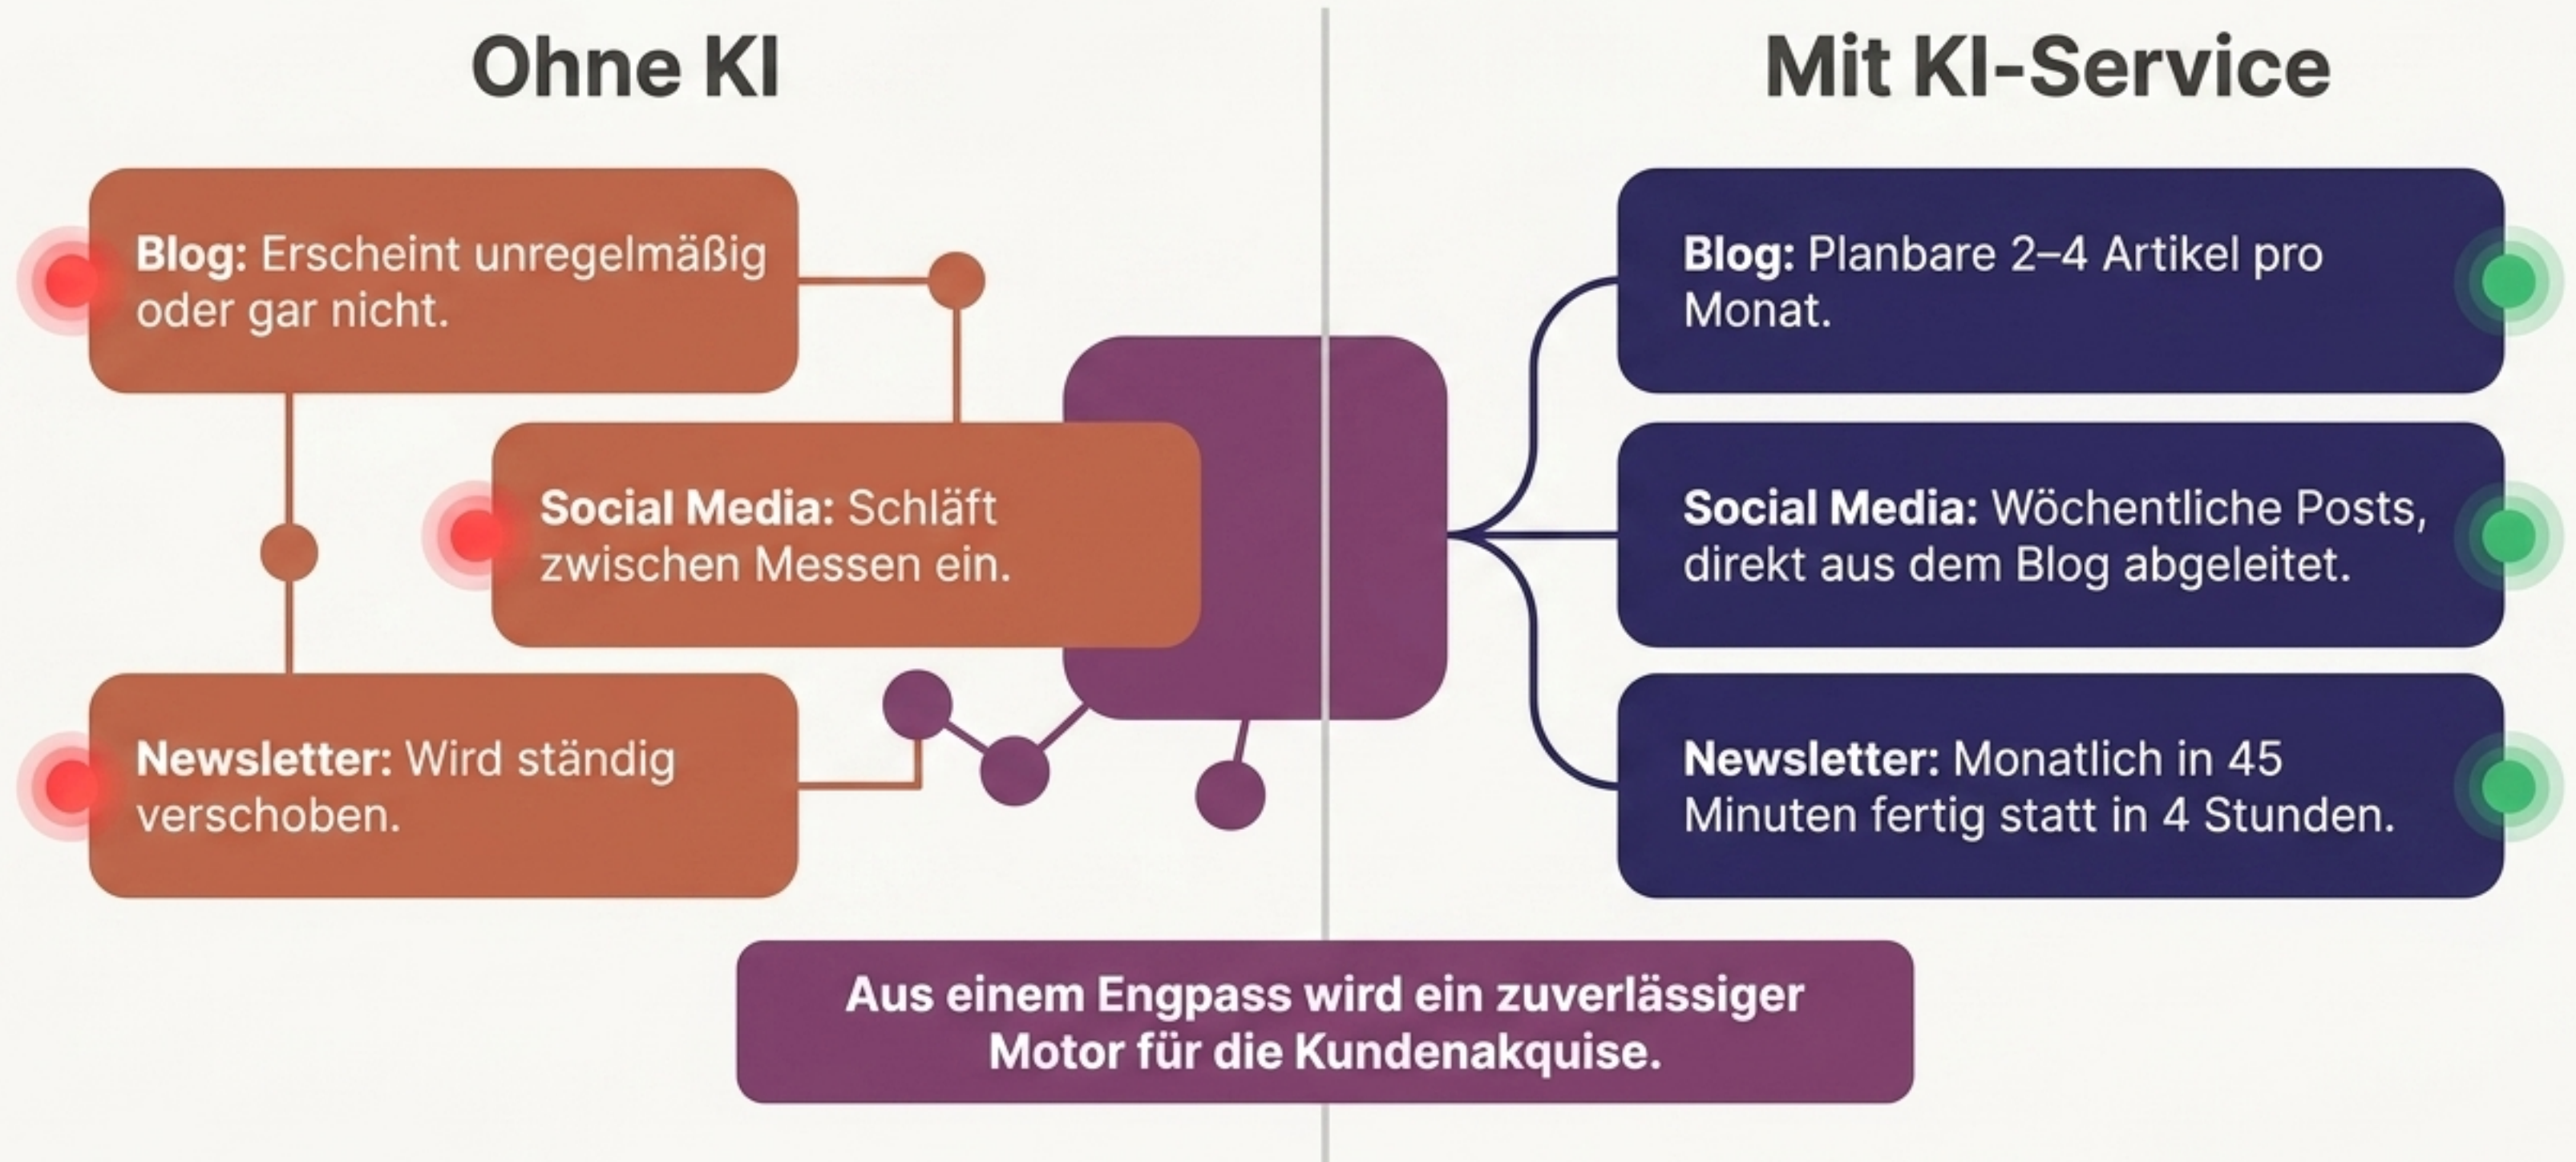 Ohne KI
Blog: Erscheint unregelmäßig
oder gar nicht.
Social Media: Schläft
zwischen Messen ein.
Newsletter: Wird ständig
verschoben.
Mit KI-Service
Blog: Planbare 2–4 Artikel pro
Monat.
Social Media: Wöchentliche Posts,
direkt aus dem Blog abgeleitet.
Newsletter: Monatlich in 45
Minuten fertig statt in 4 Stunden.
Aus einem Engpass wird ein zuverlässiger
Motor für die Kundenakquise.